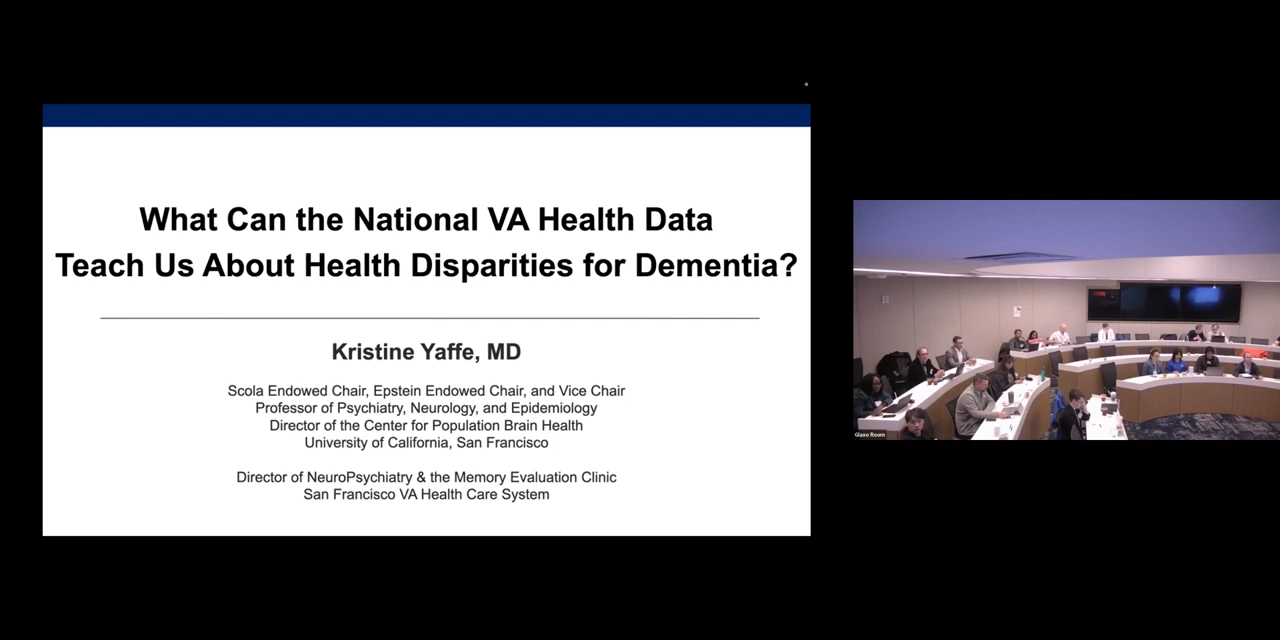 What Can the National VA Health Data
Teach Us About Health Disparities for Dementia?
Kristine Yaffe, MD
Scola Endowed Chair, Epstein Endowed Chair, and Vice Chair
Professor of Psychiatry, Neurology, and Epidemiology
Director of the Center for Population Brain Health
University of California, San Francisco
Director of NeuroPsychiatry & the Memory Evaluation Clinic
San Francisco VA Health Care System
Glaxo Room